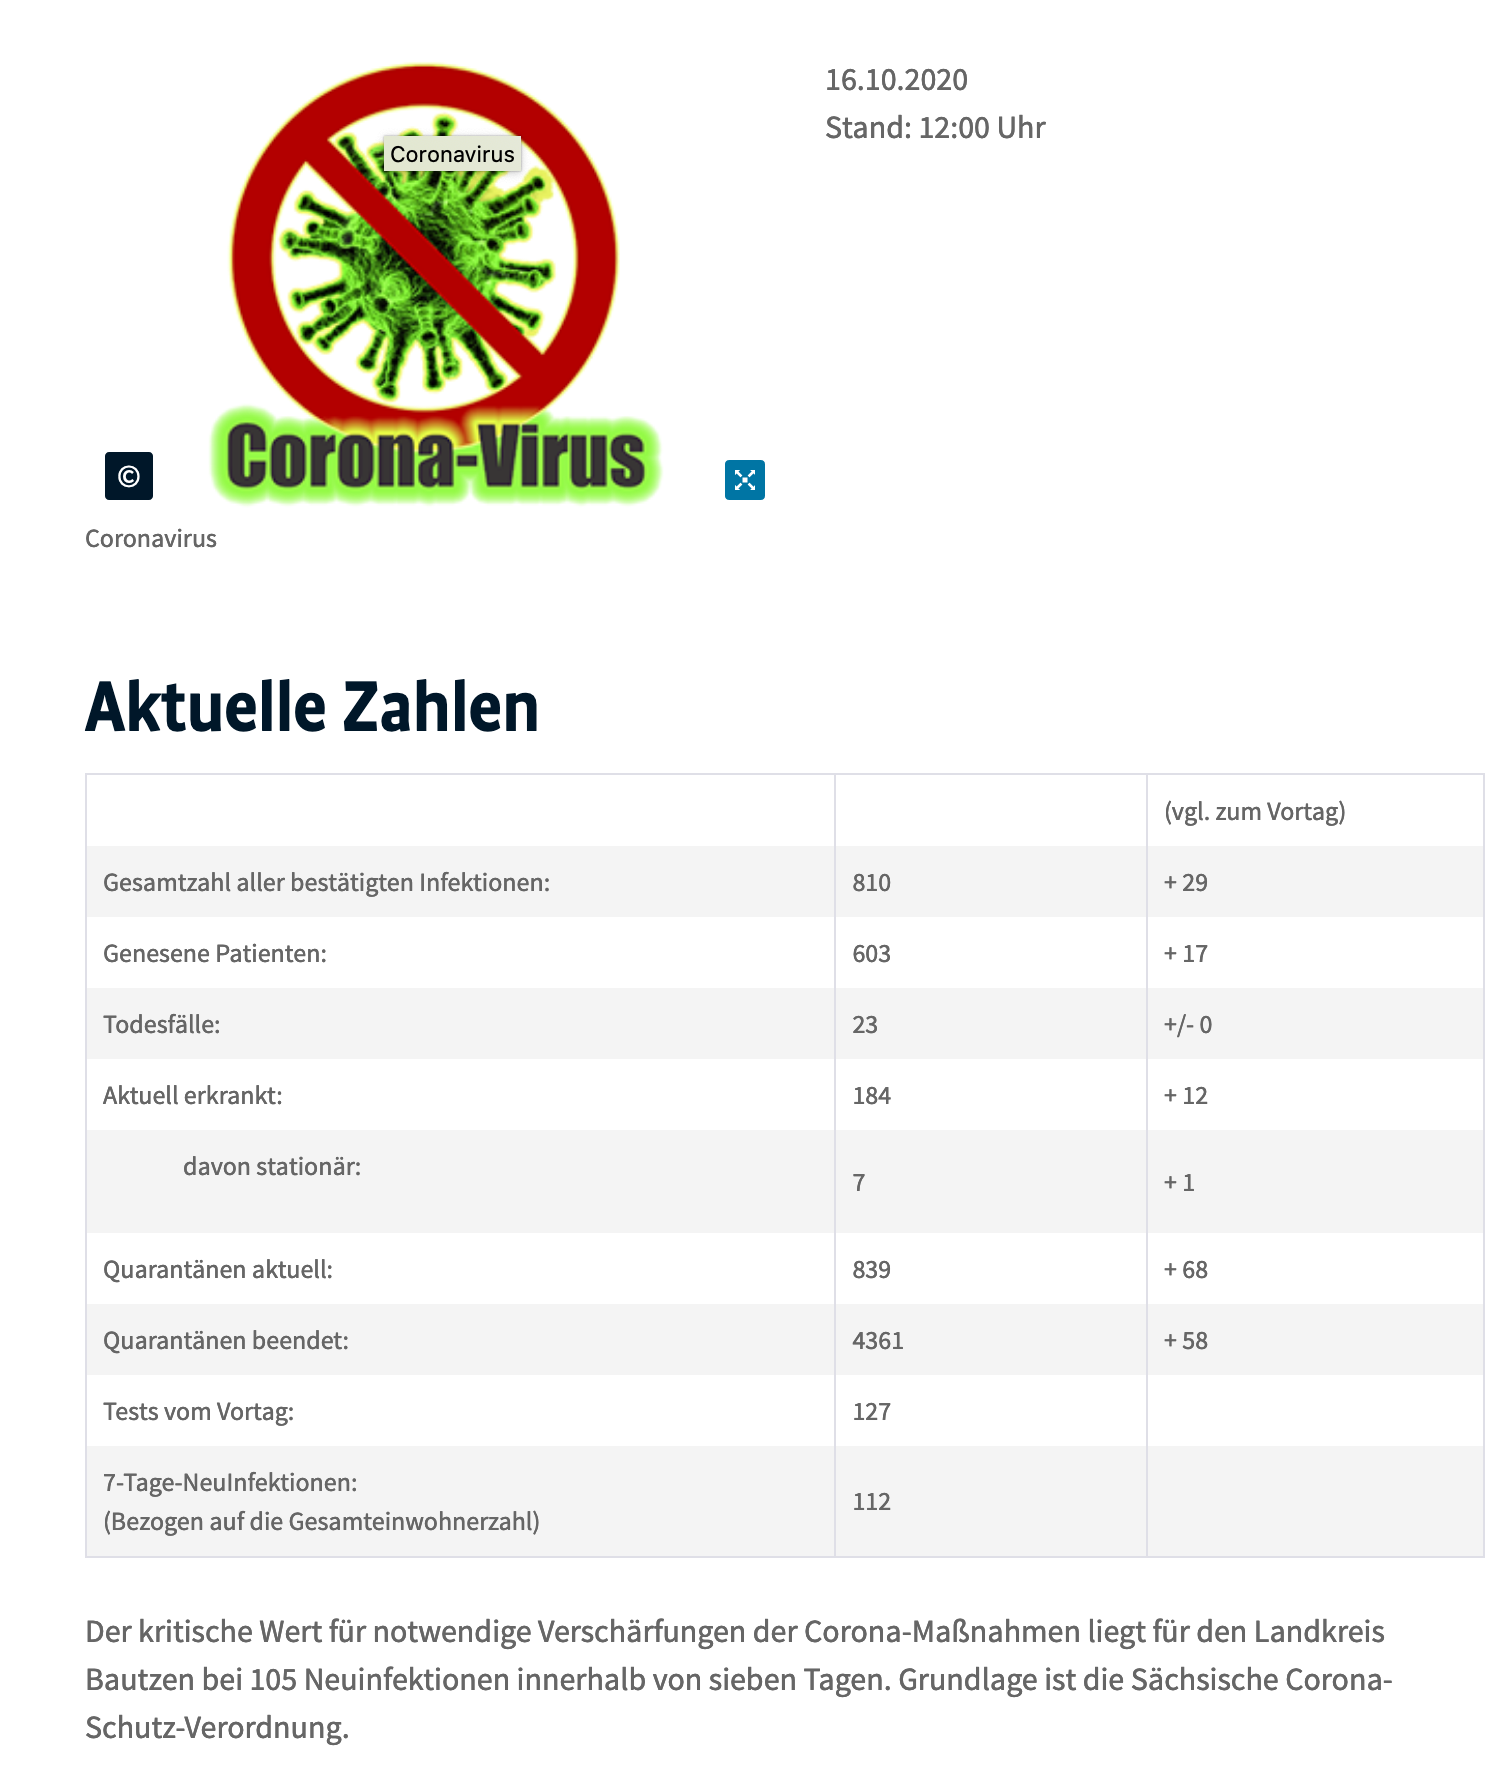 16.10.2020
Stand: 12:00 Uhr
Coronavirus
Corona-Virus
©
Coronavirus
Aktuelle Zahlen
(vgl. zum Vortag)
Gesamtzahl aller bestätigten Infektionen: 810 + 29
Genesene Patienten: 603 + 17
Todesfälle: 23 +/- 0
Aktuell erkrankt: 184 + 12
davon stationär: 7 + 1
Quarantänen aktuell: 839 + 68
Quarantänen beendet: 4361 + 58
Tests vom Vortag: 127
7-Tage-NeuInfektionen:
(Bezogen auf die Gesamteinwohnerzahl) 112
Der kritische Wert für notwendige Verschärfungen der Corona-Maßnahmen liegt für den Landkreis
Bautzen bei 105 Neuinfektionen innerhalb von sieben Tagen. Grundlage ist die Sächsische Corona-
Schutz-Verordnung.